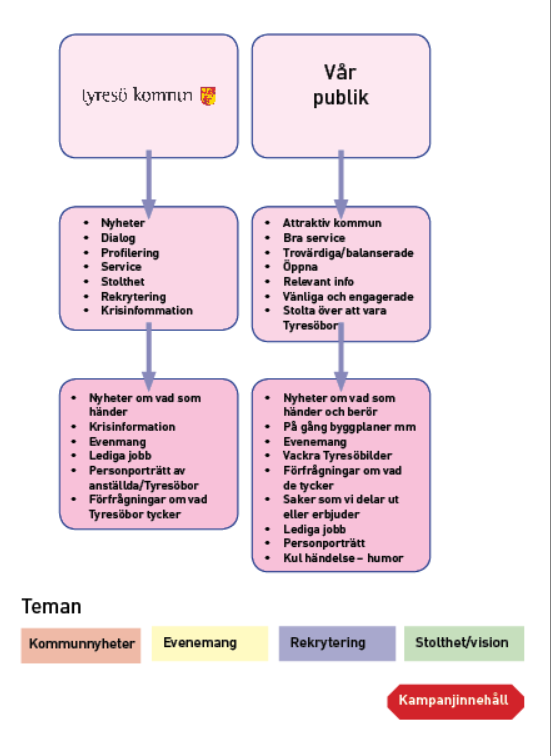 tyresö kommun
Vår
publik
• Nyheter
• Dialog
• Profilering
• Service
• Stolthet
• Rekrytering
• Krisinfommation
• Attraktiv kommun
• Bra service
• Trovärdiga/balanserade
• Öppna
• Relevant info
• Vänliga och engagerade
• Stolta över att vara
Tyresöbor
• Nyheter om vad som
händer
• Krisinformation
• Evenmang
• Lediga jobb
• Personporträtt av
anställda/Tyresöbor
• Förfrågningar om vad
Tyresöbor tycker
• Nyheter om vad som
händer och berör
• På gång byggplaner mm
• Evenemang
• Vackra Tyresöbilder
• Förfrågningar om vad
de tycker
• Saker som vi delar ut
eller erbjuder
• Lediga jobb
• Personporträtt
• Kul händelse – humor
Teman
Kommunnyheter
Evenemang
Rekrytering
Stolthet/vision
Kampanjinnehåll